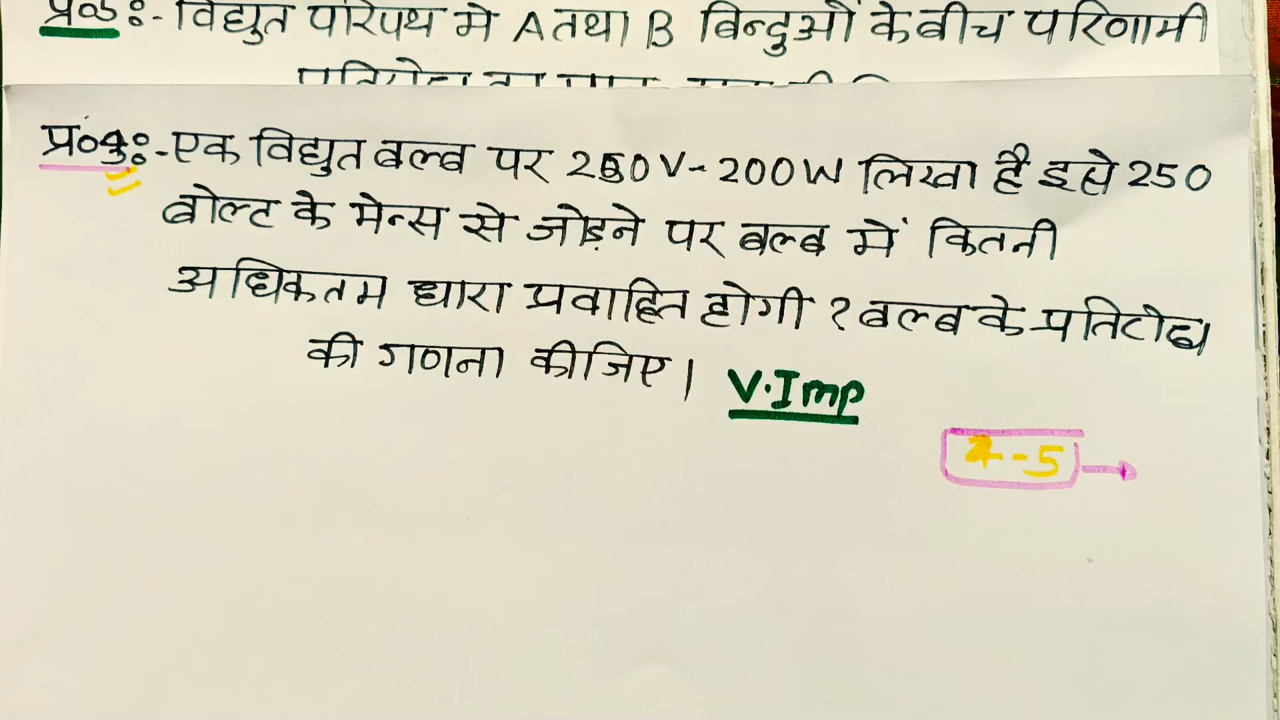 प्र०5:- विद्युत परिपथ में A तथा B बिन्दुओं के बीच परिणामी
प्र०4:- एक विद्युत बल्ब पर 250V-200W लिखा है इसे 250
वोल्ट के मेन्स से जोड़ने पर बल्ब में कितनी
अधिकतम धारा प्रवाहित होगी ? बल्ब के प्रतिरोध
की गणना कीजिए।
V.Imp
4-5